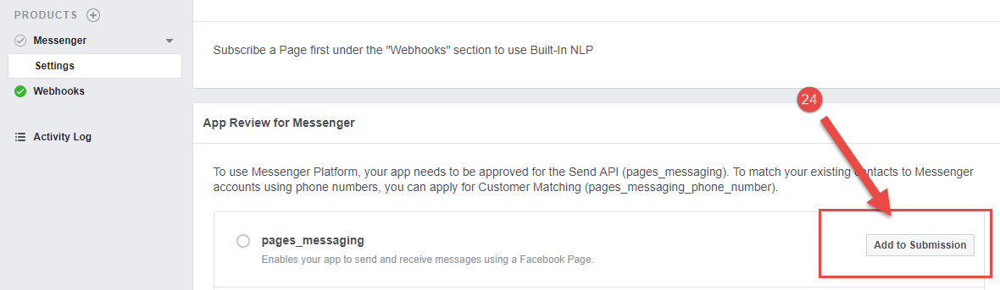 PRODUCTS
Messenger
Settings
Webhooks
Activity Log
Subscribe a Page first under the "Webhooks" section to use Built-In NLP
24
App Review for Messenger
To use Messenger Platform, your app needs to be approved for the Send API (pages_messaging). To match your existing contacts to Messenger
accounts using phone numbers, you can apply for Customer Matching (pages_messaging_phone_number).
pages_messaging
Add to Submission
Enables your app to send and receive messages using a Facebook Page.